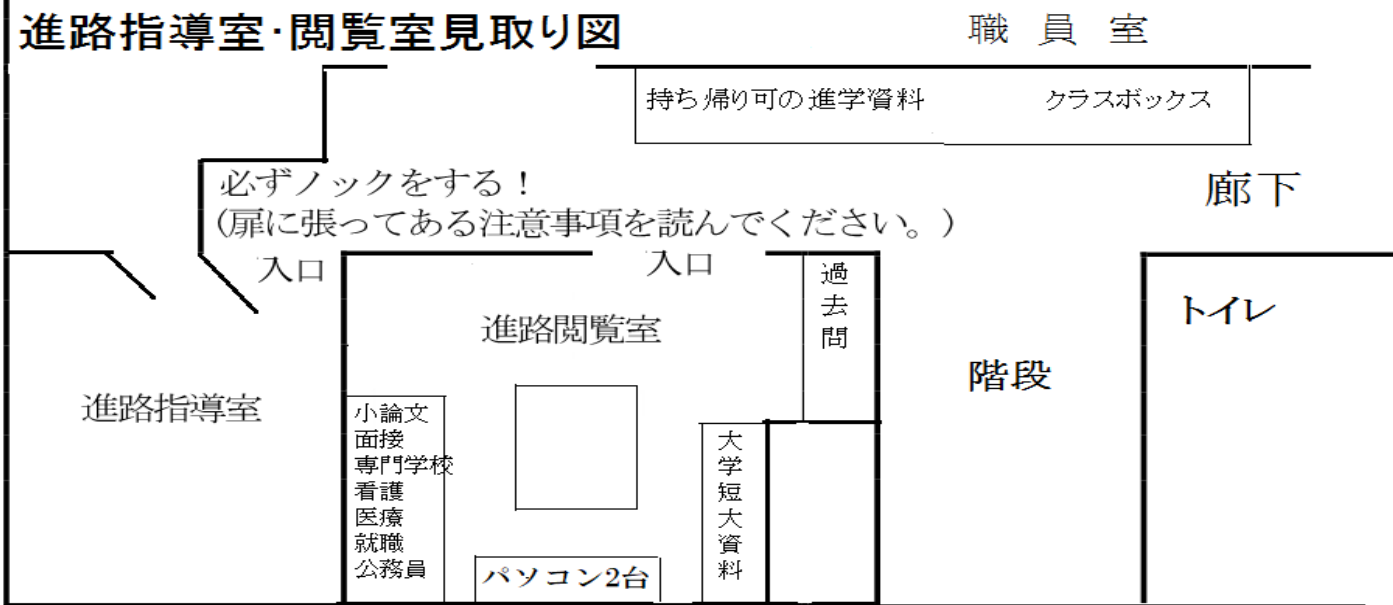 進路指導室・閲覧室見取り図
職員室
持ち帰り可の進学資料
クラスボックス
必ずノックをする！
(扉に張ってある注意事項を読んでください。)
廊下
入口
入口
過去問
トイレ
進路閲覧室
階段
進路指導室
小論文
面接
専門学校
看護
医療
就職
公務員
大学短大資料
パソコン2台